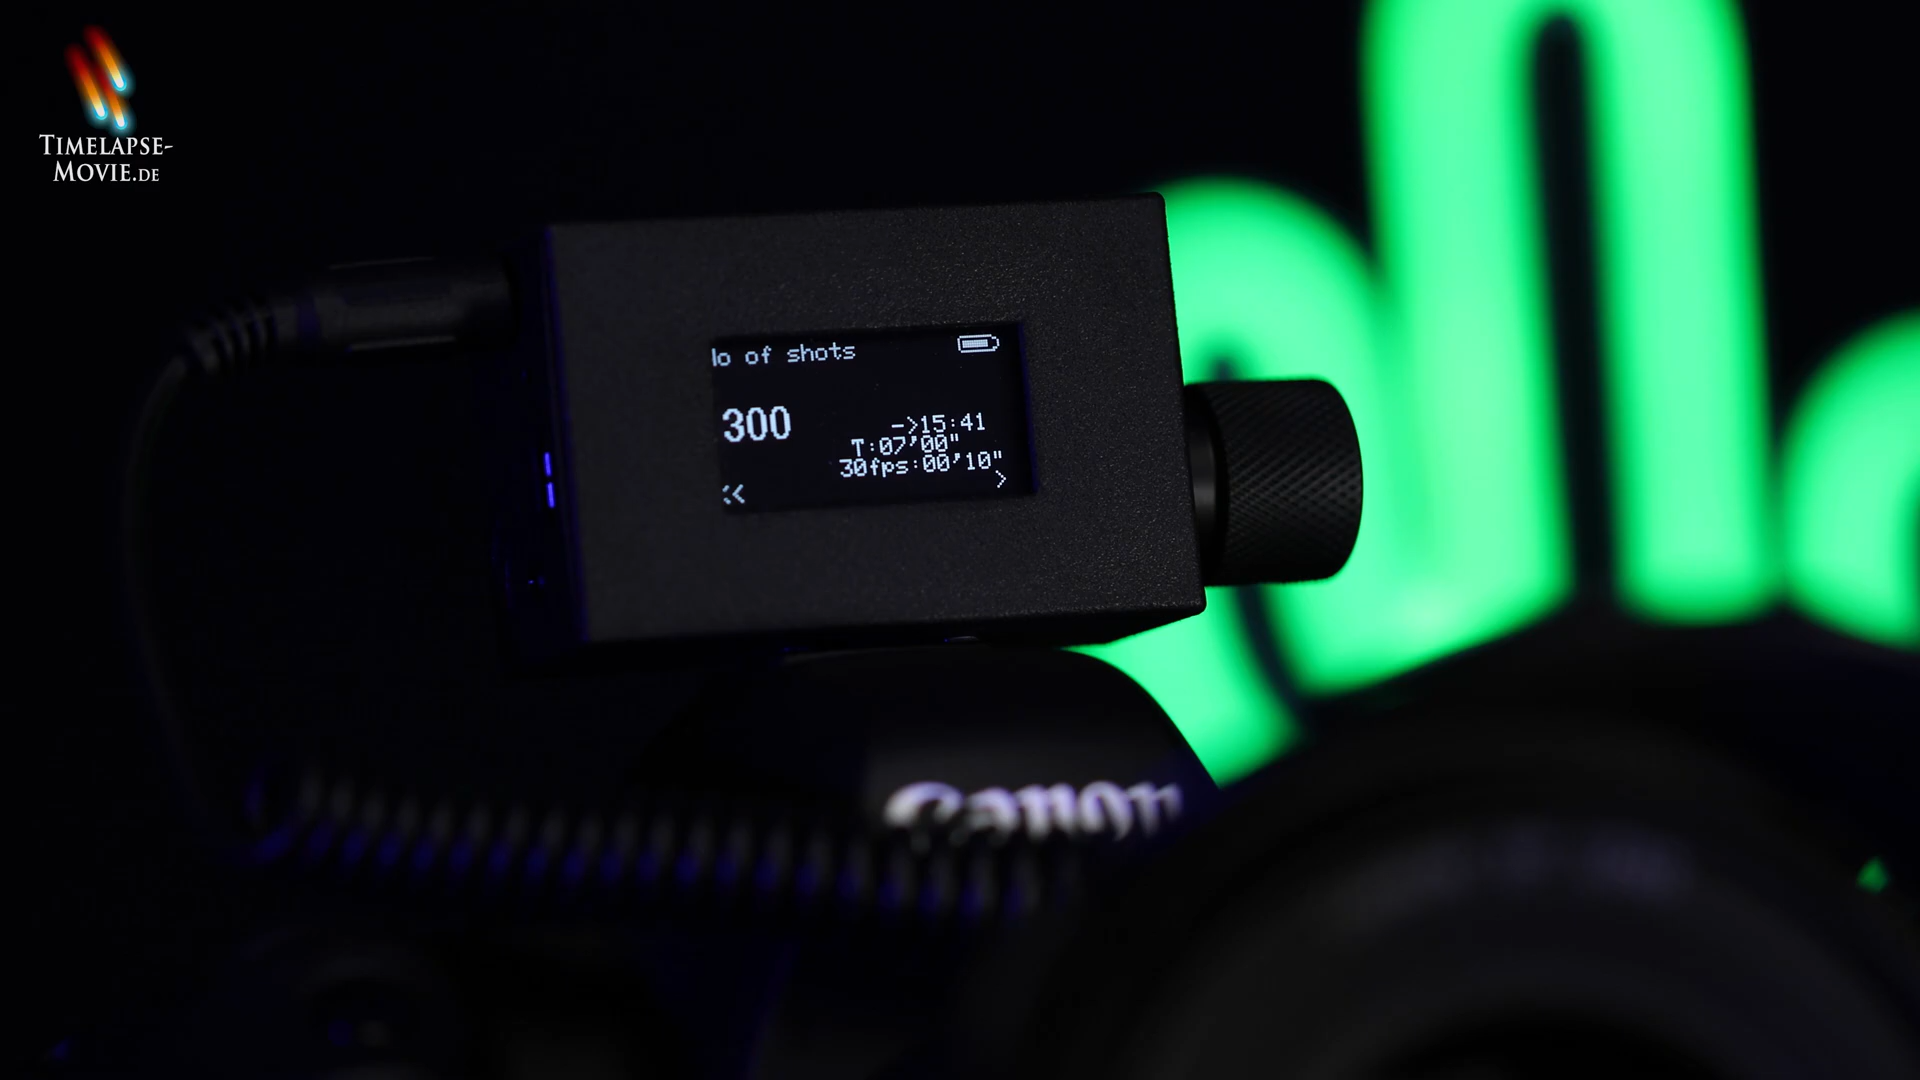 TIMELAPSE-
MOVIE.DE
lo of shots
300
->15:41
T:07'00"
30fps:00'10"
<<
>
Canon